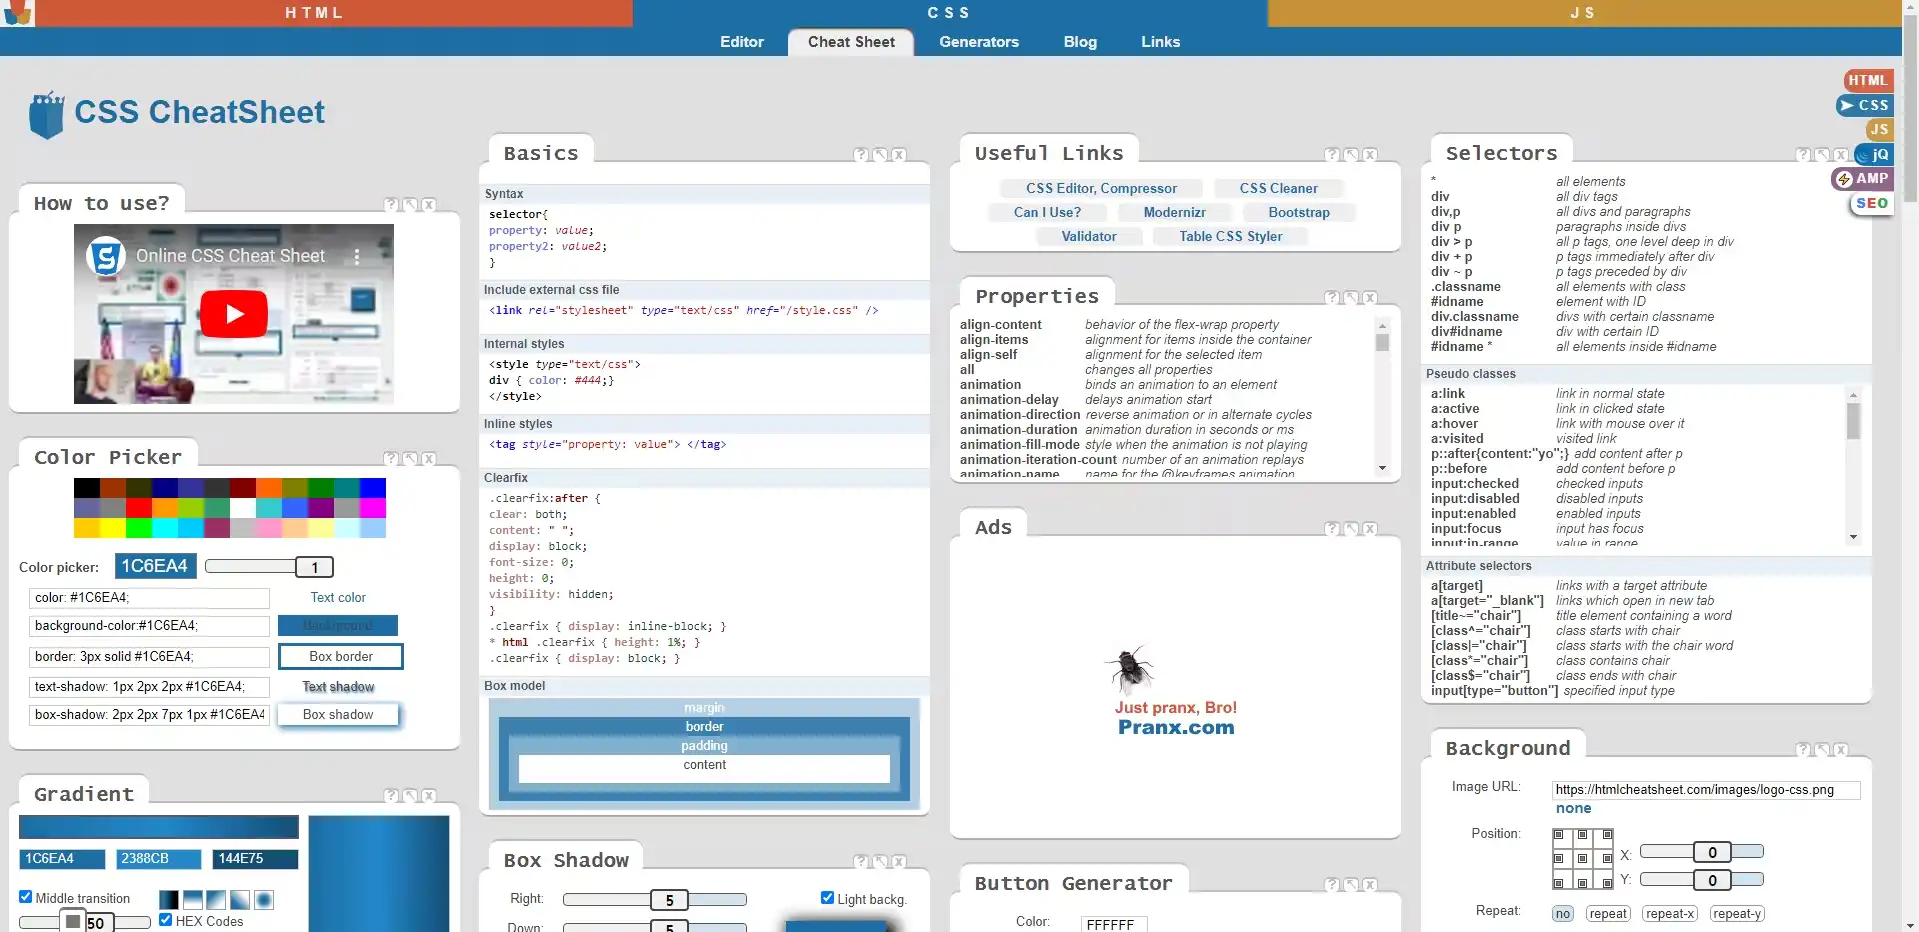 HTML
CSS
JS
Editor
Cheat Sheet
Generators
Blog
Links
CSS CheatSheet
HTML
➤ CSS
JS
jQ
AMP
SEO
How to use?
Online CSS Cheat Sheet
Color Picker
Color picker: 1C6EA4 1
color: #1C6EA4; Text color
background-color:#1C6EA4; Background
border: 3px solid #1C6EA4; Box border
text-shadow: 1px 2px 2px #1C6EA4; Text shadow
box-shadow: 2px 2px 7px 1px #1C6EA4 Box shadow
Gradient
1C6EA4 2388CB 144E75
Middle transition
50 HEX Codes
Basics
Syntax
selector{
property: value;
property2: value2;
}
Include external css file
<link rel="stylesheet" type="text/css" href="/style.css" />
Internal styles
<style type="text/css">
div { color: #444;}
</style>
Inline styles
<tag style="property: value"> </tag>
Clearfix
.clearfix:after {
clear: both;
content: " ";
display: block;
font-size: 0;
height: 0;
visibility: hidden;
}
.clearfix { display: inline-block; }
* html .clearfix { height: 1%; }
.clearfix { display: block; }
Box model
margin
border
padding
content
Box Shadow
Right: 5 Light backg.
Down: 5
Useful Links
CSS Editor, Compressor CSS Cleaner
Can I Use? Modernizr Bootstrap
Validator Table CSS Styler
Properties
align-content behavior of the flex-wrap property
align-items alignment for items inside the container
align-self alignment for the selected item
all changes all properties
animation binds an animation to an element
animation-delay delays animation start
animation-direction reverse animation or in alternate cycles
animation-duration animation duration in seconds or ms
animation-fill-mode style when the animation is not playing
animation-iteration-count number of an animation replays
animation-name name for the @keyframes animation
Ads
Just pranx, Bro!
Pranx.com
Button Generator
Color: FFFFFF
Selectors
* all elements
div all div tags
div,p all divs and paragraphs
div p paragraphs inside divs
div > p all p tags, one level deep in div
div + p p tags immediately after div
div ~ p p tags preceded by div
.classname all elements with class
#idname element with ID
div.classname divs with certain classname
div#idname div with certain ID
#idname * all elements inside #idname
Pseudo classes
a:link link in normal state
a:active link in clicked state
a:hover link with mouse over it
a:visited visited link
p::after{content:"yo";} add content after p
p::before add content before p
input:checked checked inputs
input:disabled disabled inputs
input:enabled enabled inputs
input:focus input has focus
input:in-range value in range
Attribute selectors
a[target] links with a target attribute
a[target="_blank"] links which open in new tab
[title~="chair"] title element containing a word
[class^="chair"] class starts with chair
[class|="chair"] class starts with the chair word
[class*="chair"] class contains chair
[class$="chair"] class ends with chair
input[type="button"] specified input type
Background
Image URL: https://htmlcheatsheet.com/images/logo-css.png
none
Position:
X: 0
Y: 0
Repeat: no repeat repeat-x repeat-y